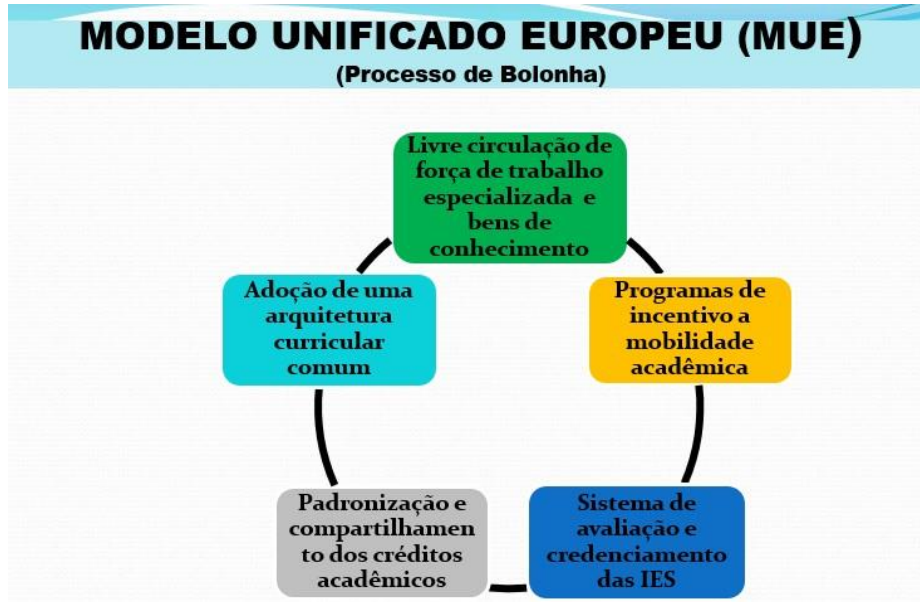 MODELO UNIFICADO EUROPEU (MUE)
(Processo de Bolonha)
Livre circulação de
força de trabalho
especializada e
bens de
conhecimento
Adoção de uma
arquitetura
curricular
comum
Programas de
incentivo a
mobilidade
acadêmica
Padronização e
compartilhamen
to dos créditos
acadêmicos
Sistema de
avaliação e
credenciamento
das IES